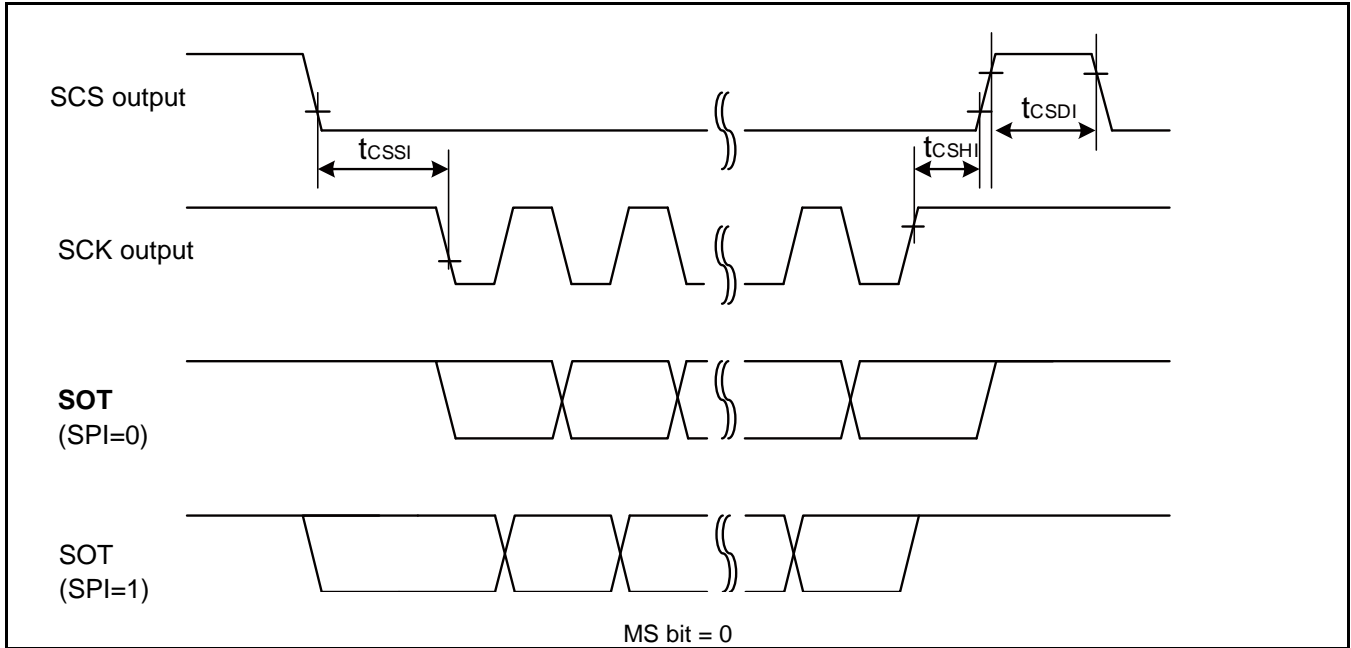 SCS output
tCSSI
tCSHI
tCSDI
SCK output
SOT
(SPI=0)
SOT
(SPI=1)
MS bit = 0